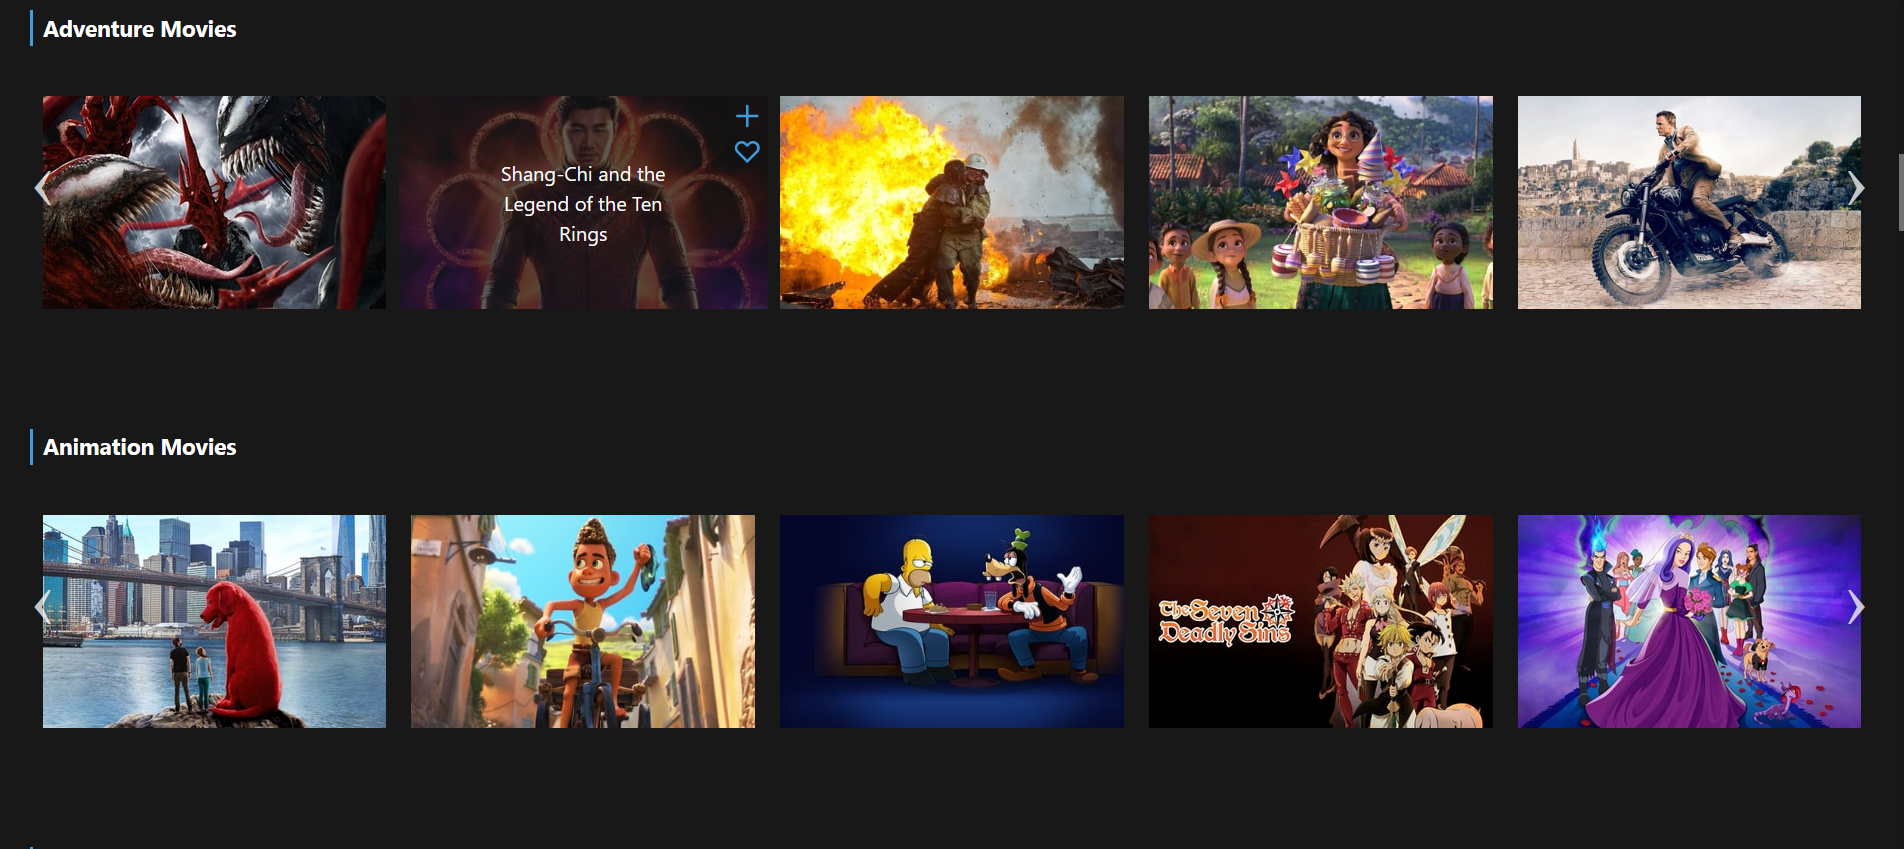 Adventure Movies
Shang-Chi and the
Legend of the Ten
Rings
Animation Movies
The Seven
Deadly Sins